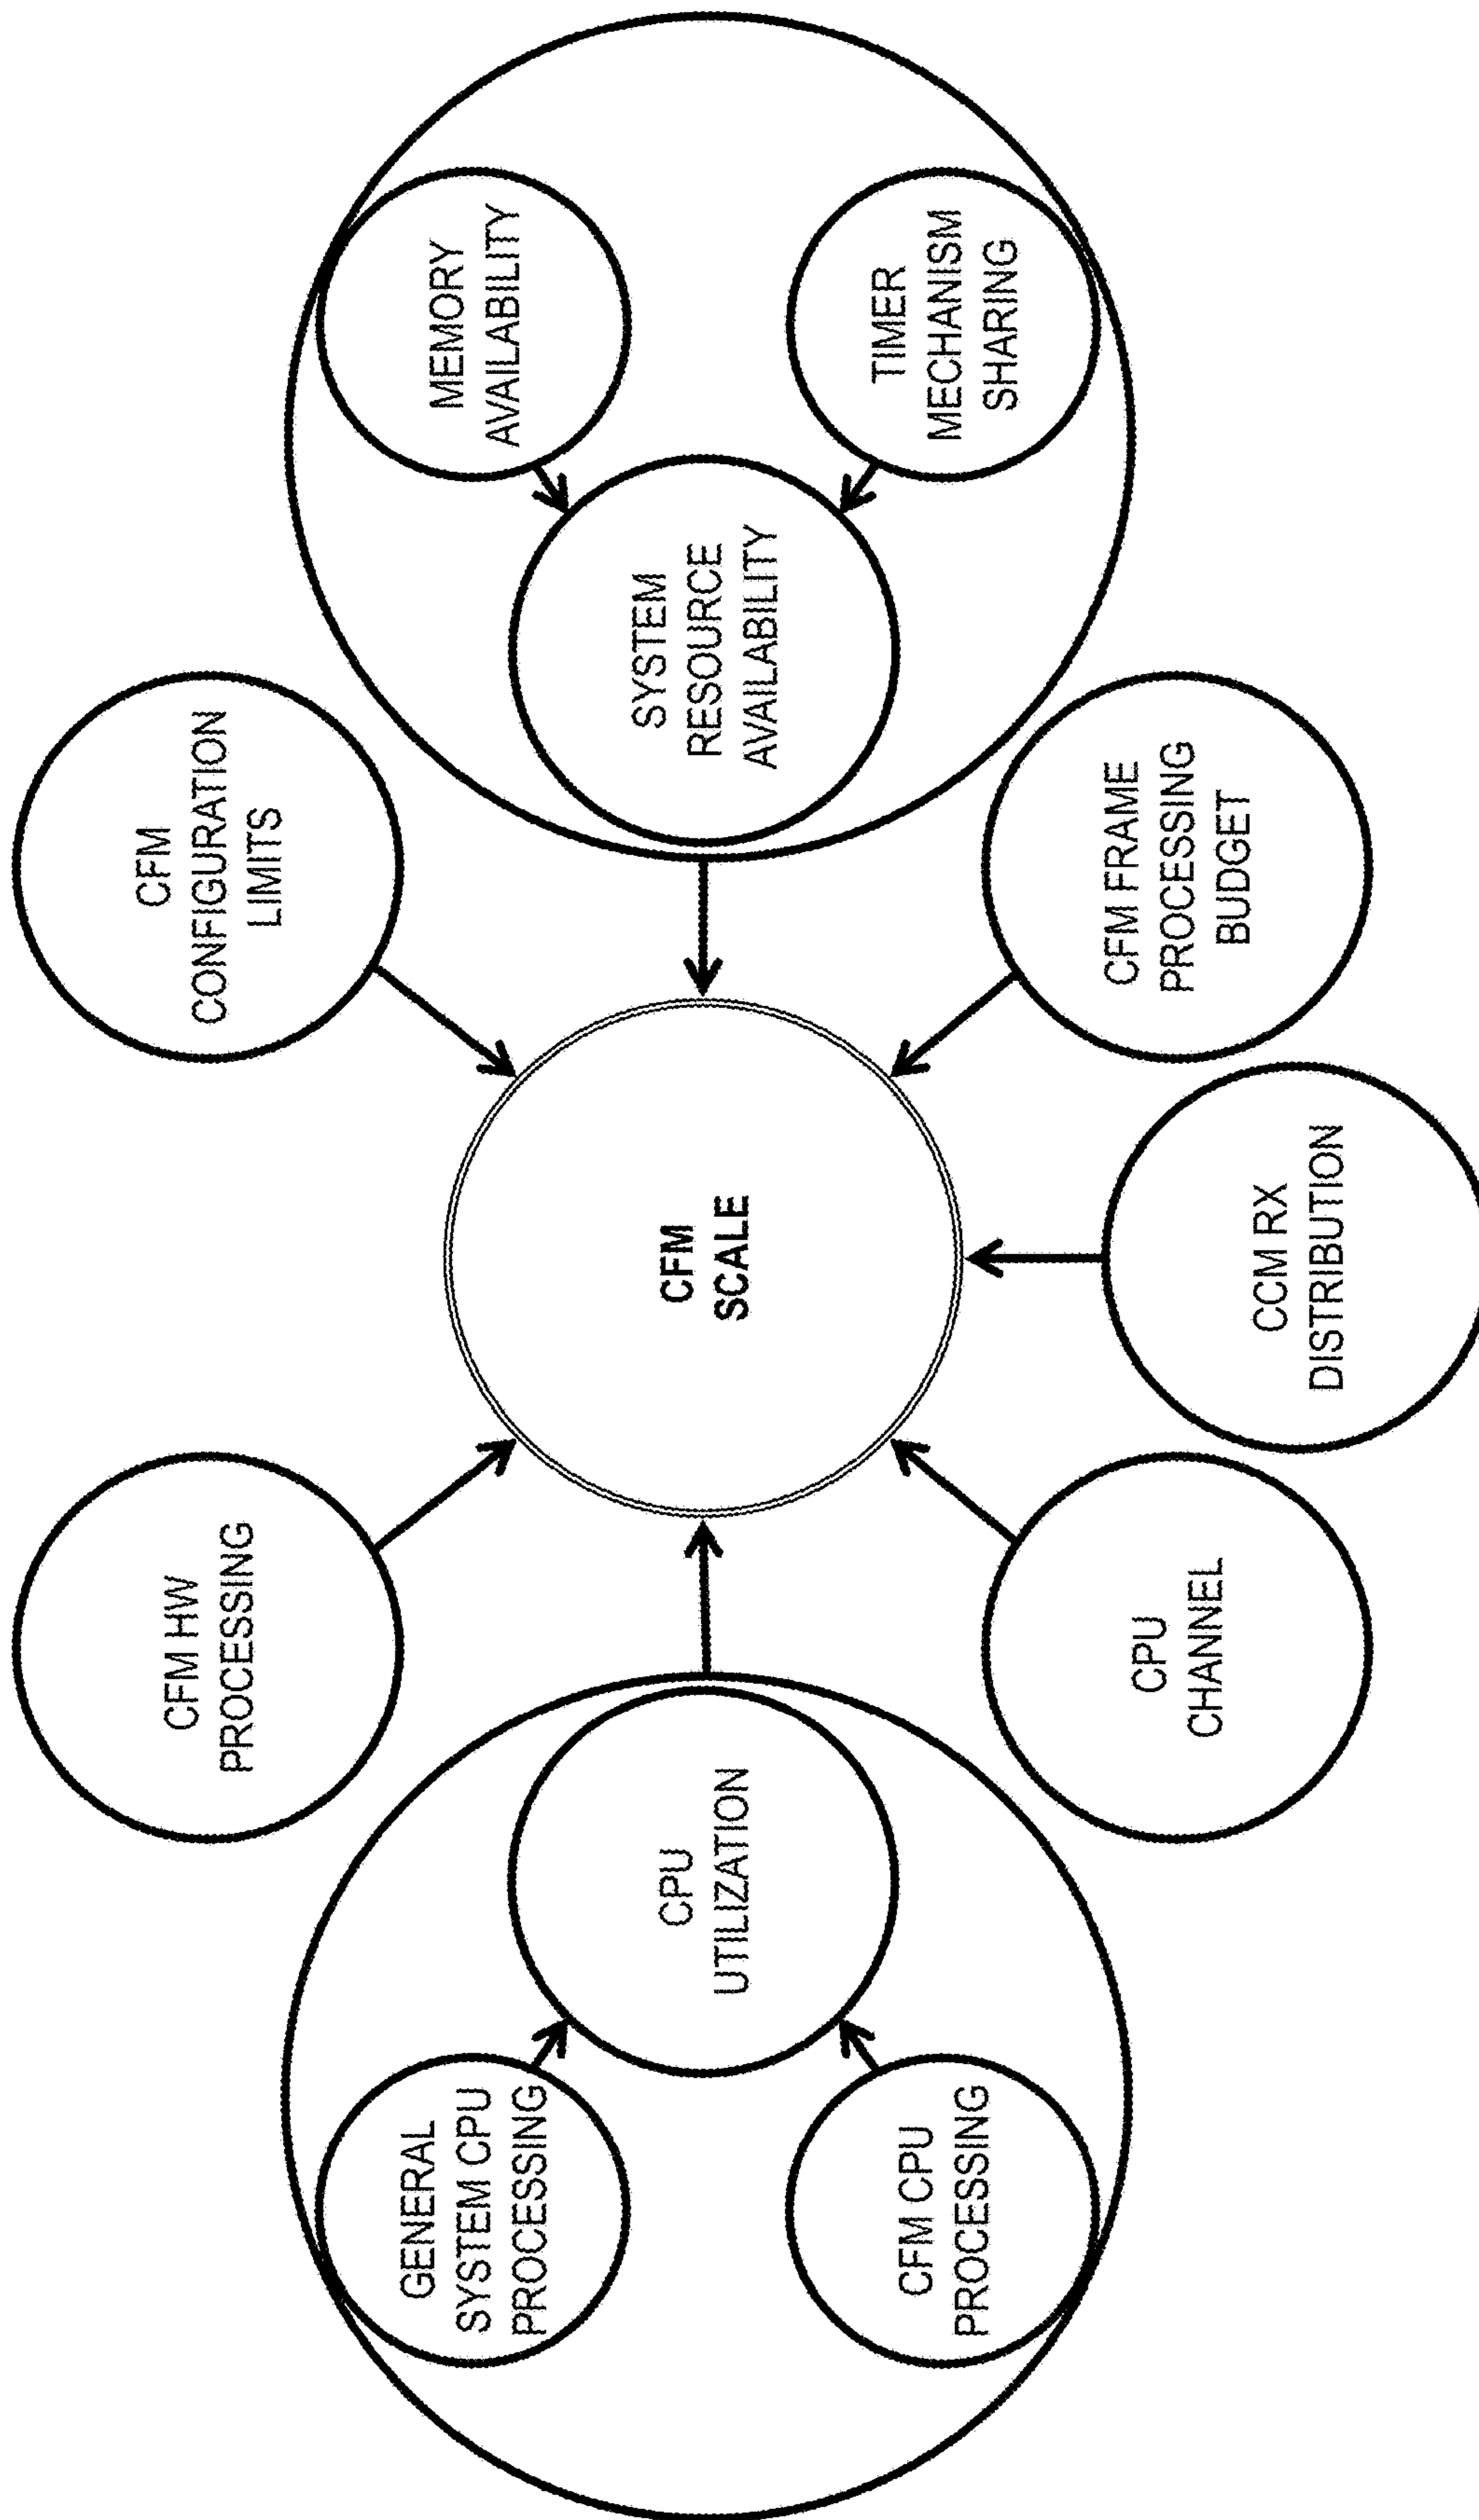 CFM HW
PROCESSING
CFM
CONFIGURATION
LIMITS
GENERAL
SYSTEM CPU
PROCESSING
CFM CPU
PROCESSING
CPU
UTILIZATION
CFM
SCALE
SYSTEM
RESOURCE
AVAILABILITY
MEMORY
AVAILABILITY
TIMER
MECHANISM
SHARING
CPU
CHANNEL
CCM RX
DISTRIBUTION
CFM FRAME
PROCESSING
BUDGET